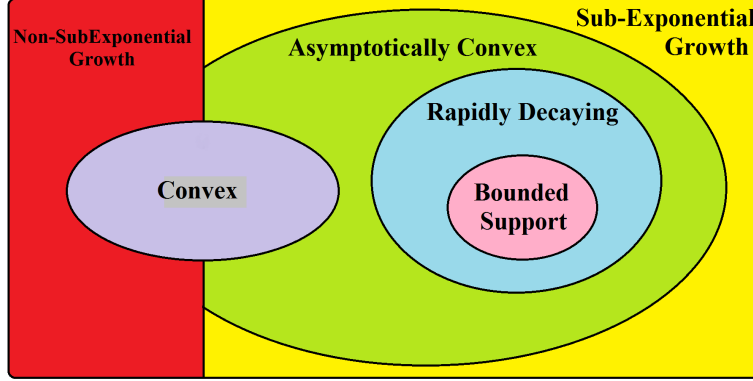 Non-SubExponential
Growth
Asymptotically Convex
Sub-Exponential
Growth
Rapidly Decaying
Convex
Bounded
Support